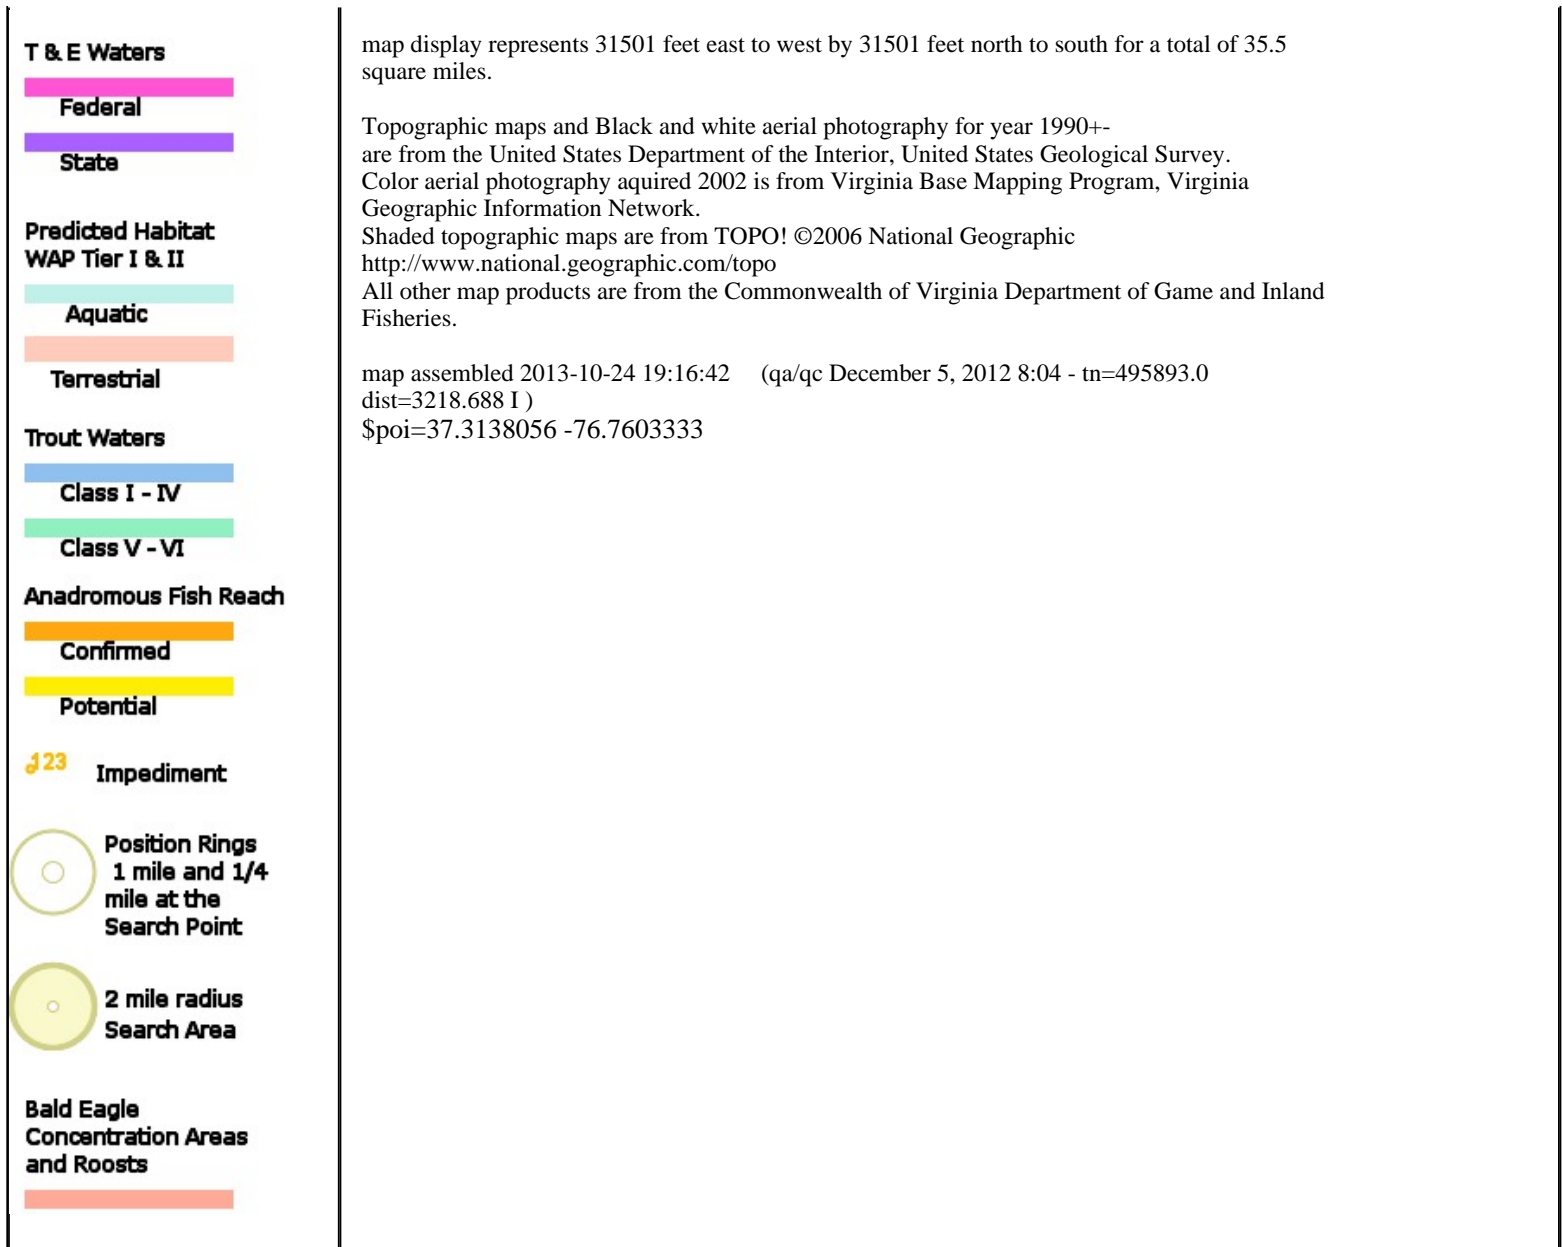 T & E Waters
Federal
State
Predicted Habitat
WAP Tier I & II
Aquatic
Terrestrial
Trout Waters
Class I - IV
Class V - VI
Anadromous Fish Reach
Confirmed
Potential
123 Impediment
Position Rings
1 mile and 1/4
mile at the
Search Point
2 mile radius
Search Area
Bald Eagle
Concentration Areas
and Roosts
map display represents 31501 feet east to west by 31501 feet north to south for a total of 35.5
square miles.
Topographic maps and Black and white aerial photography for year 1990+-
are from the United States Department of the Interior, United States Geological Survey.
Color aerial photography aquired 2002 is from Virginia Base Mapping Program, Virginia
Geographic Information Network.
Shaded topographic maps are from TOPO! ©2006 National Geographic
http://www.national.geographic.com/topo
All other map products are from the Commonwealth of Virginia Department of Game and Inland
Fisheries.
map assembled 2013-10-24 19:16:42 (qa/qc December 5, 2012 8:04 - tn=495893.0
dist=3218.688 I )
$poi=37.3138056 -76.7603333